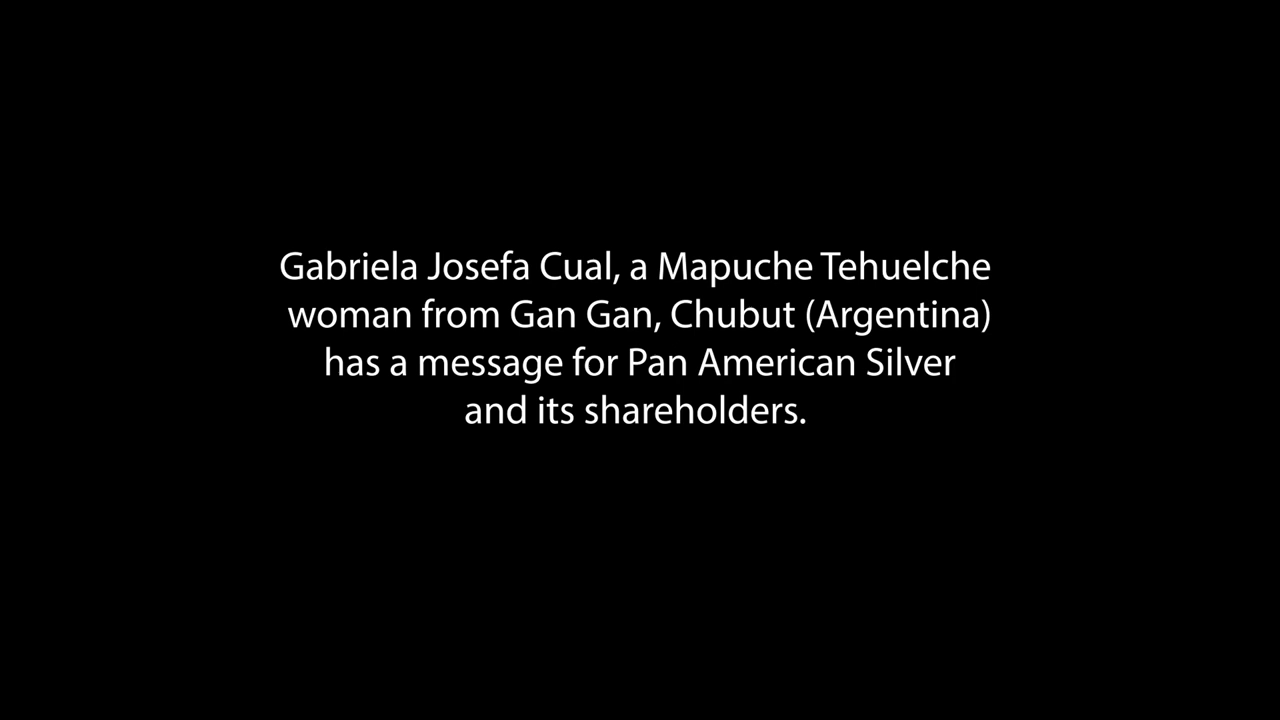 Gabriela Josefa Cual, a Mapuche Tehuelche
woman from Gan Gan, Chubut (Argentina)
has a message for Pan American Silver
and its shareholders.